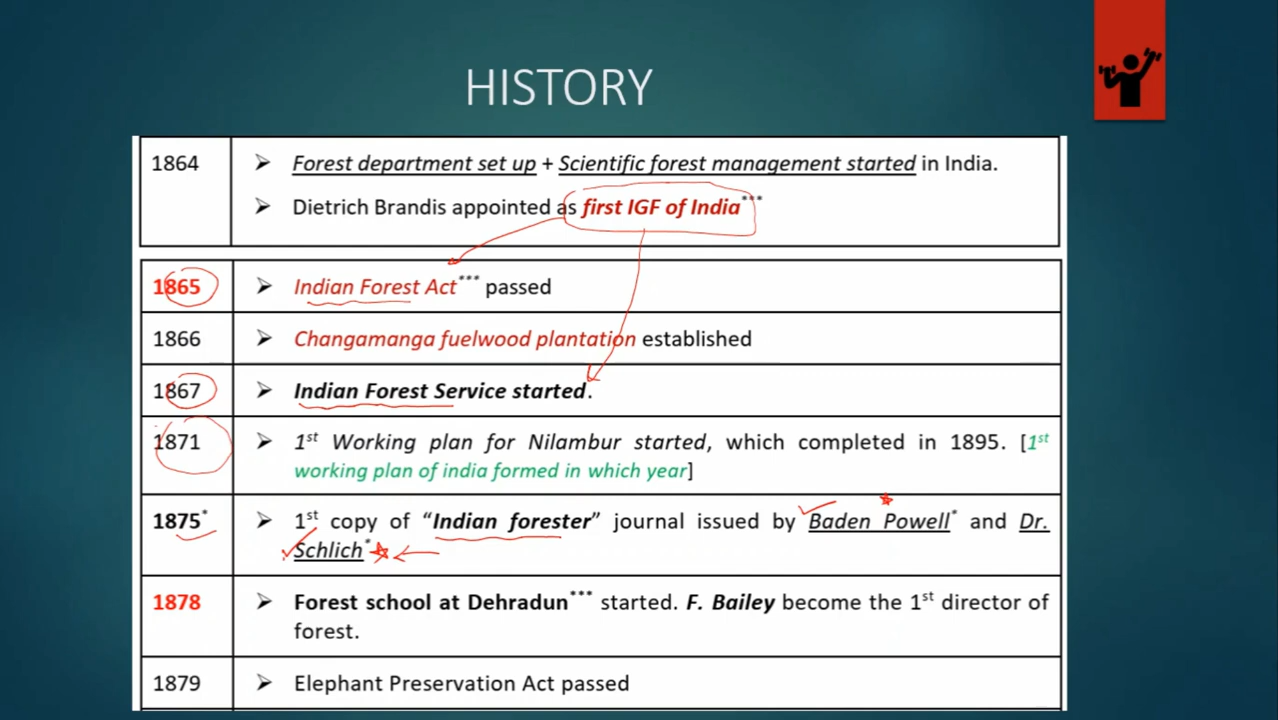 HISTORY
1864 ➢ Forest department set up + Scientific forest management started in India.
➢ Dietrich Brandis appointed as first IGF of India***
1865 ➢ Indian Forest Act*** passed
1866 ➢ Changamanga fuelwood plantation established
1867 ➢ Indian Forest Service started.
1871 ➢ 1st Working plan for Nilambur started, which completed in 1895. [1st
working plan of india formed in which year]
1875* ➢ 1st copy of “Indian forester” journal issued by Baden Powell* and Dr.
Schlich*
1878 ➢ Forest school at Dehradun*** started. F. Bailey become the 1st director of
forest.
1879 ➢ Elephant Preservation Act passed